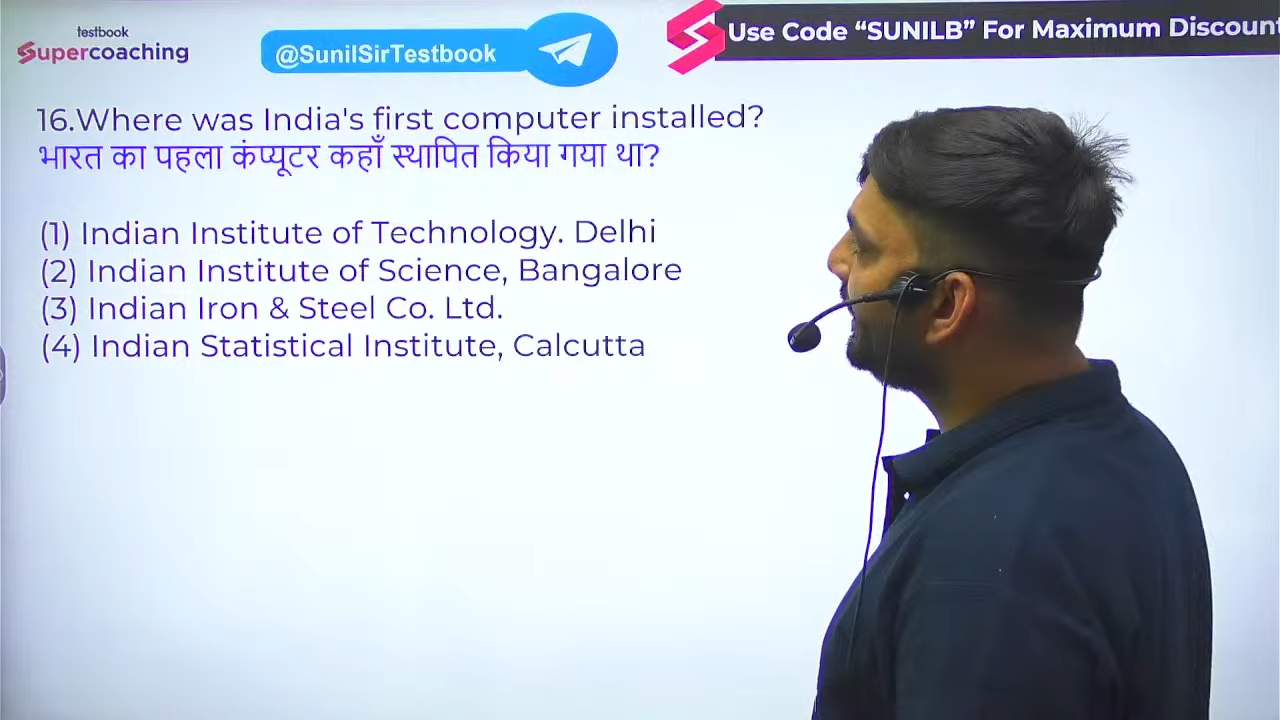 testbook
Supercoaching
@SunilSirTestbook
Use Code “SUNILB” For Maximum Discount
16.Where was India's first computer installed?
भारत का पहला कंप्यूटर कहाँ स्थापित किया गया था?
(1) Indian Institute of Technology. Delhi
(2) Indian Institute of Science, Bangalore
(3) Indian Iron & Steel Co. Ltd.
(4) Indian Statistical Institute, Calcutta